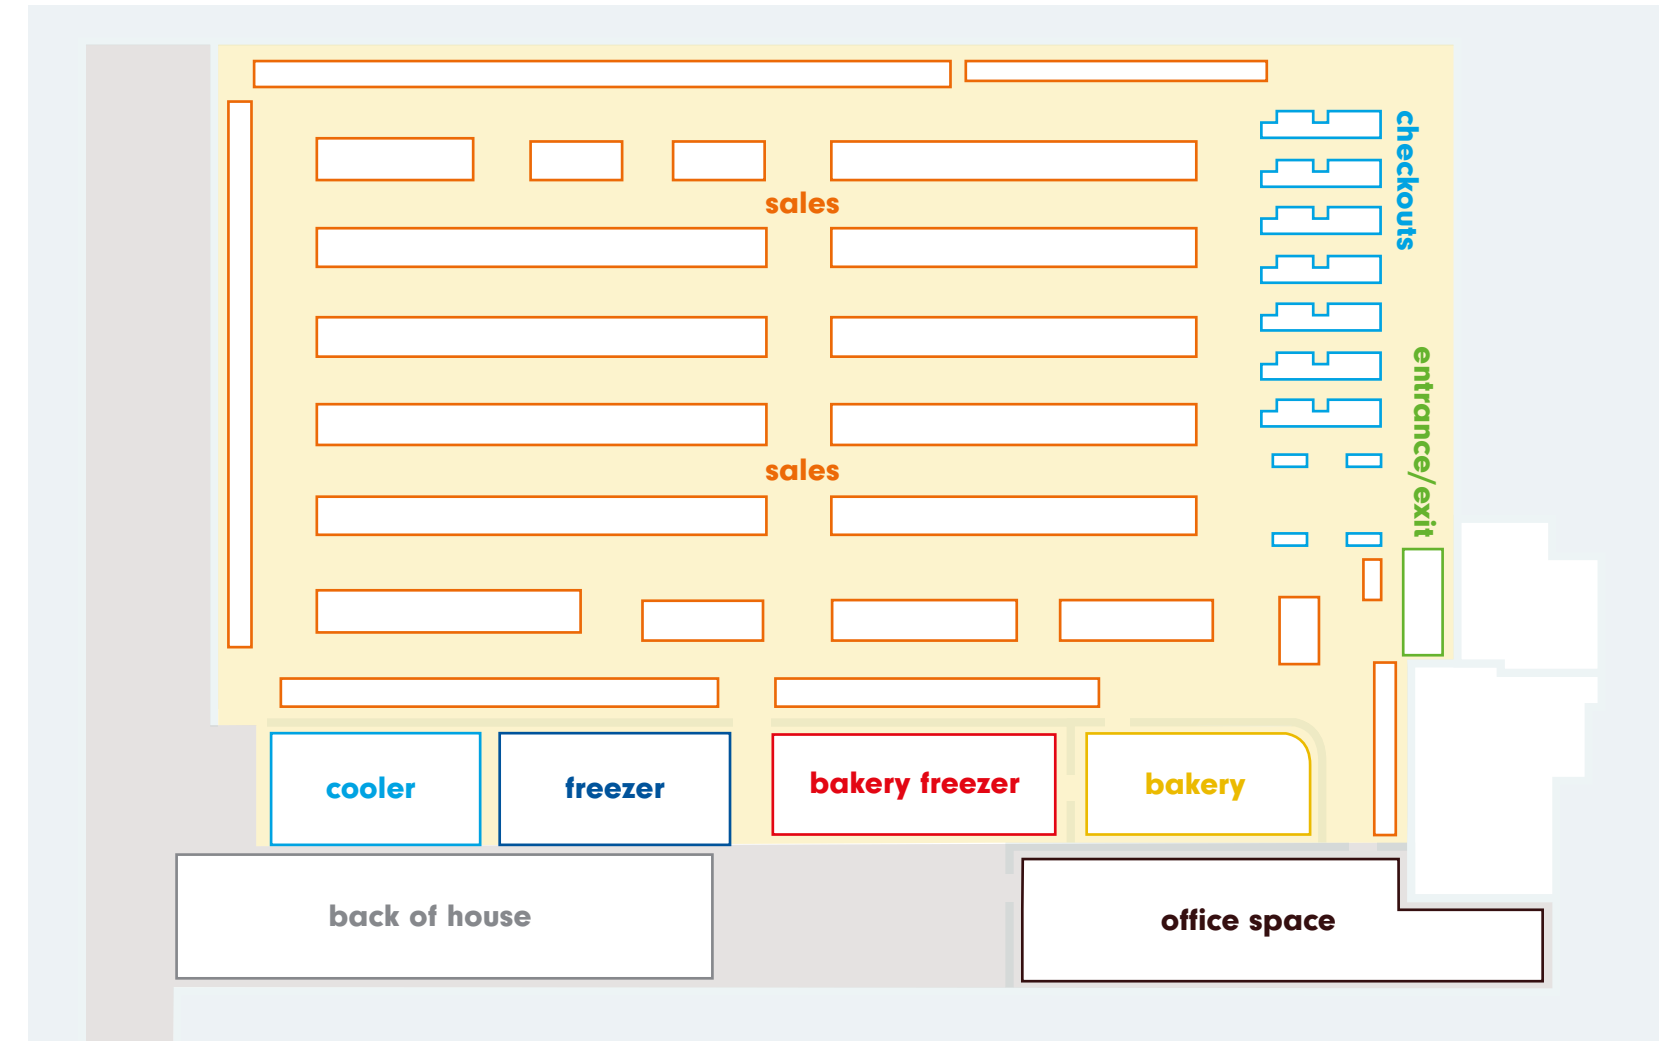 checkouts
sales
entrance/exit
sales
cooler
freezer
bakery freezer
bakery
back of house
office space